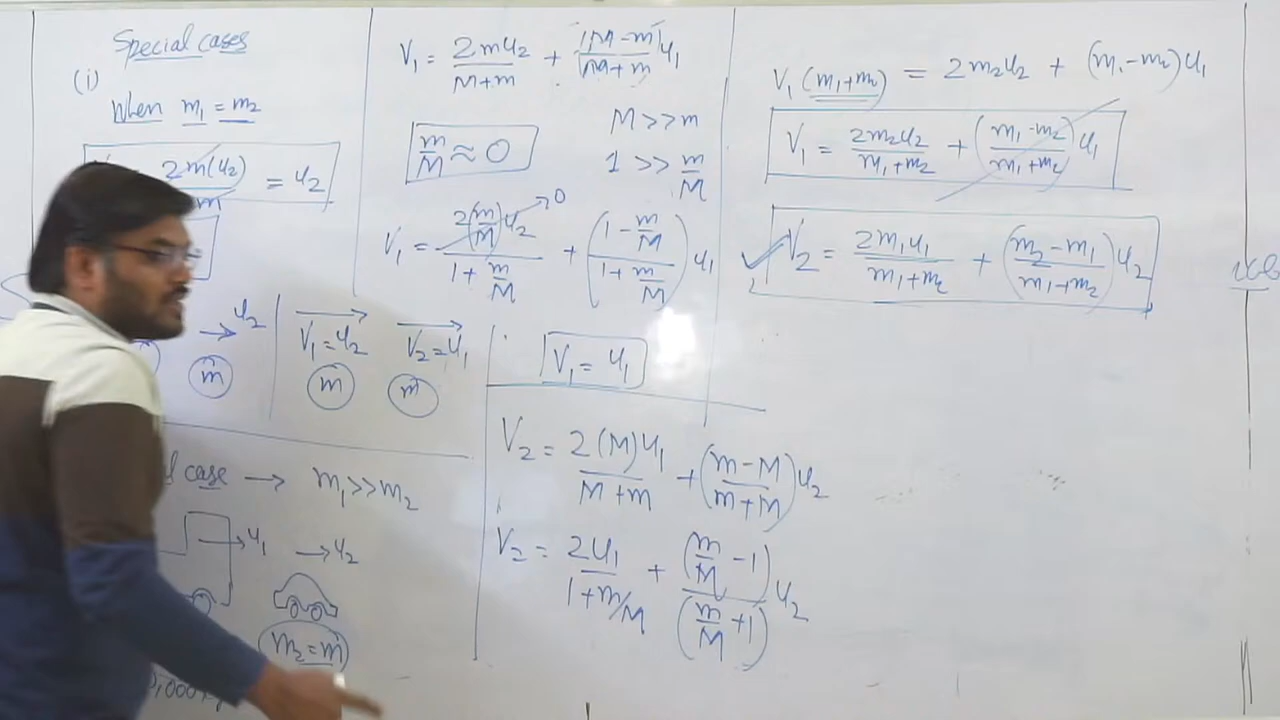 Special cases
(i)
When m₁ = m₂
2m(u₂) = u₂
u₂
m
V₁ = u₂ V₂ = u₁
m m
case → m₁ >> m₂
u₁ → u₂
m₂ = m
V₁ = 2mu₂/(M+m) + (M-m)/(M+m) u₁
m/M ≈ 0
M >> m
1 >> m/M
V₁ = 2(m/M)u₂/(1 + m/M) → 0 + ((1 - m/M)/(1 + m/M)) u₁
V₁ = u₁
V₂ = 2(M)u₁/(M+m) + ((m-M)/(m+M)) u₂
V₂ = 2u₁/(1+m/M) + (m/M - 1)/(m/M + 1) u₂
V₁ (m₁+m₂) = 2m₂u₂ + (m₁-m₂)u₁
V₁ = 2m₂u₂/(m₁+m₂) + ((m₁-m₂)/(m₁+m₂)) u₁
V₂ = 2m₁u₁/(m₁+m₂) + ((m₂-m₁)/(m₁+m₂)) u₂